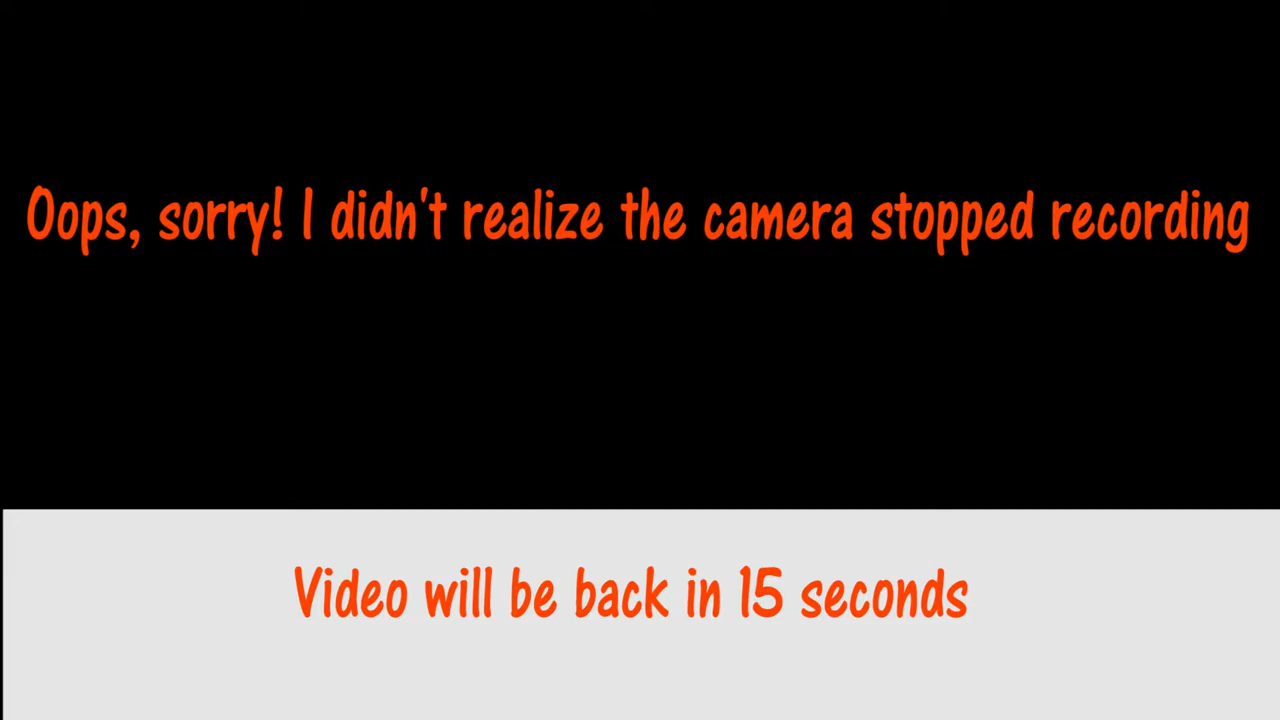 Oops, sorry! I didn't realize the camera stopped recording
Video will be back in 15 seconds